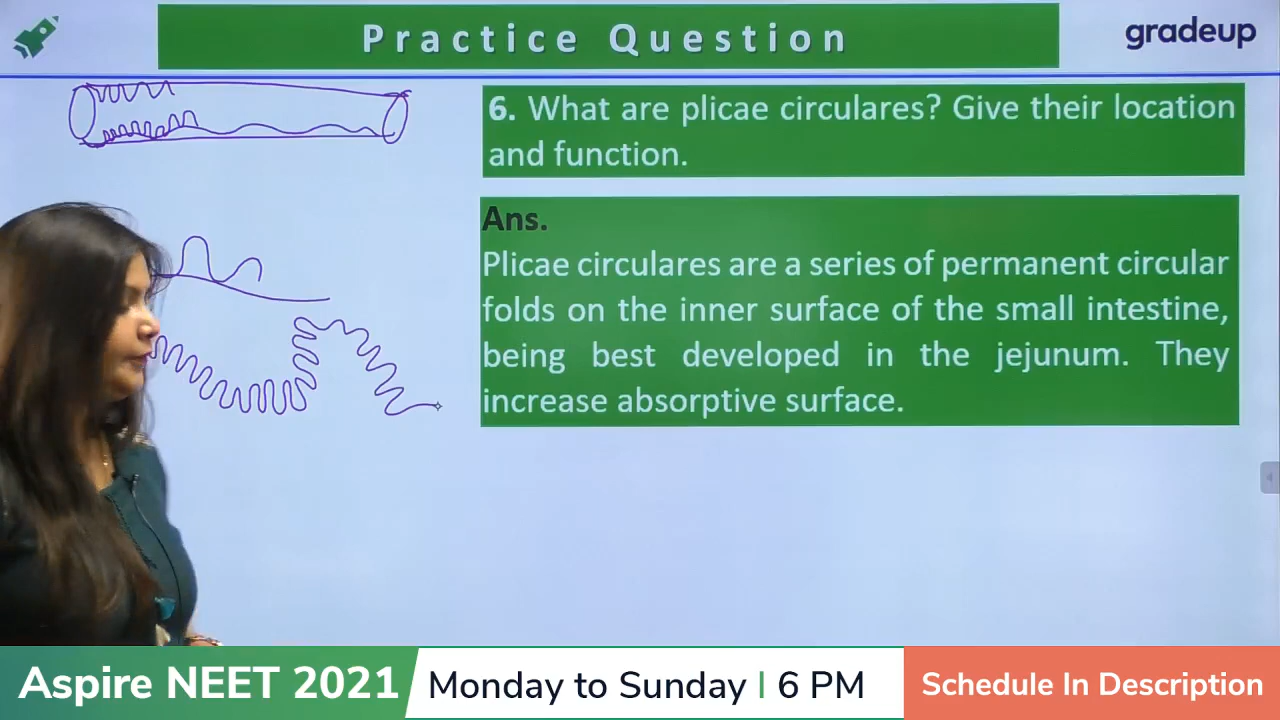 Practice Question
gradeup
6. What are plicae circulares? Give their location
and function.
Ans.
Plicae circulares are a series of permanent circular
folds on the inner surface of the small intestine,
being best developed in the jejunum. They
increase absorptive surface.
Aspire NEET 2021
Monday to Sunday | 6 PM
Schedule In Description